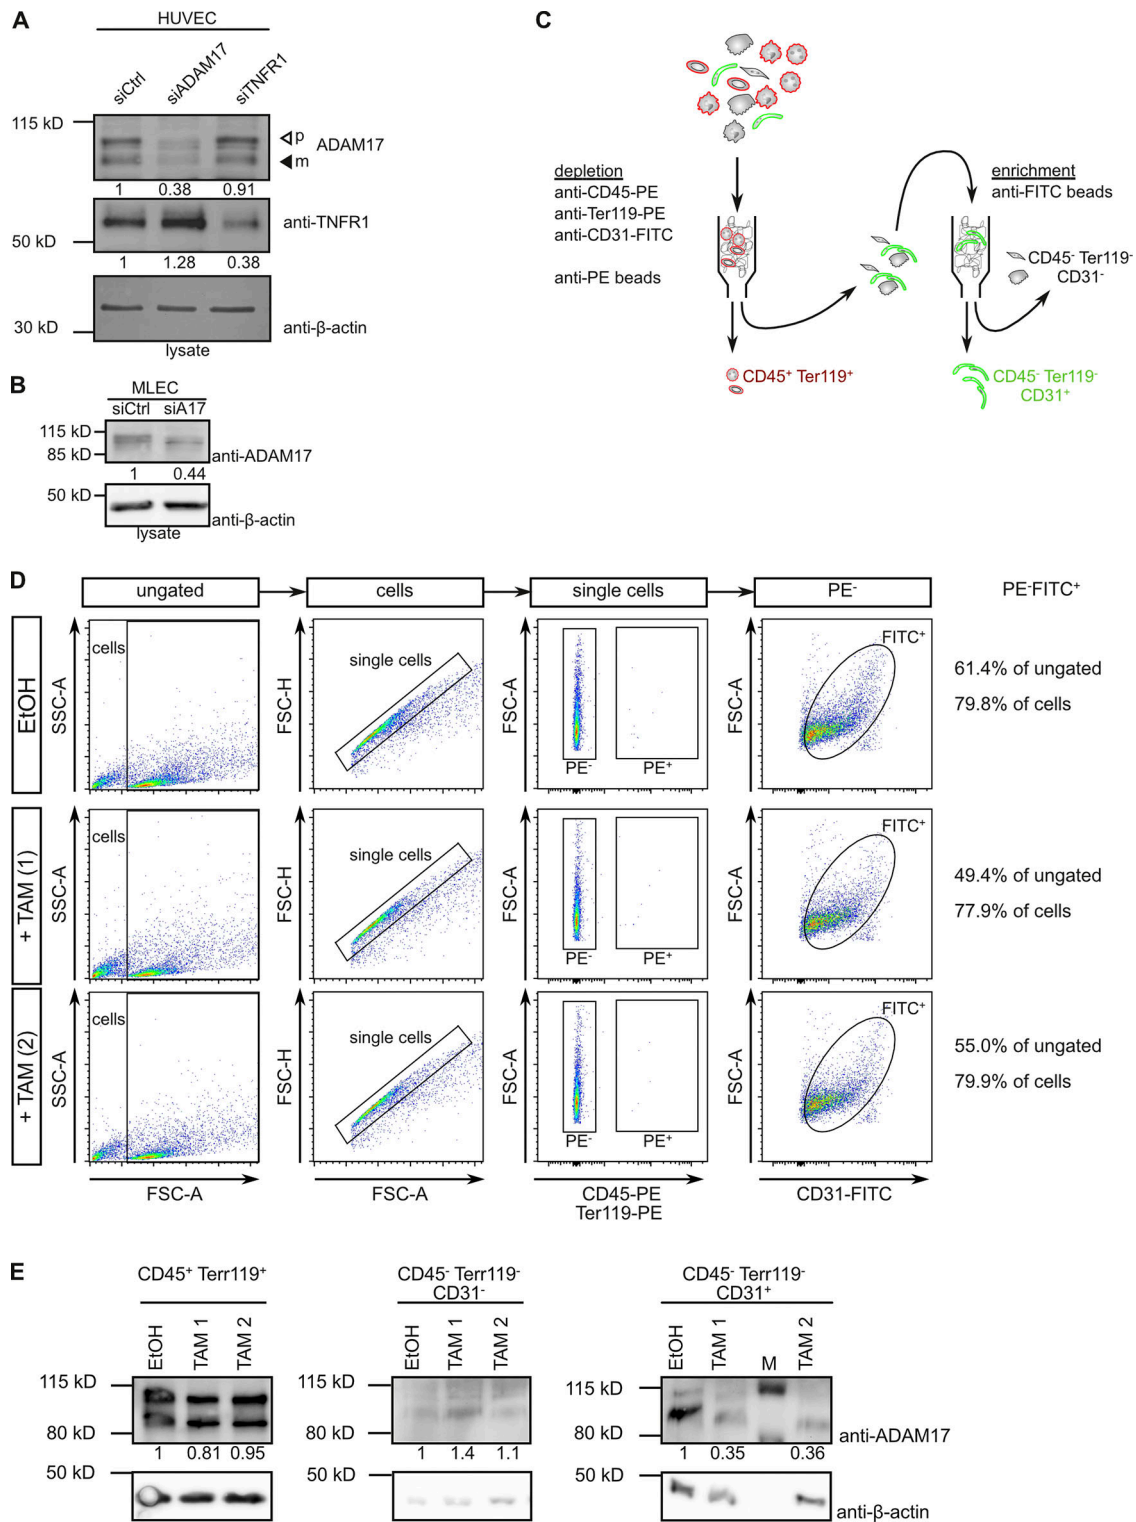 A
HUVEC
siCtrl
siADAM17
siTNFR1
115 kD
p
ADAM17
m
1 0.38 0.91
anti-TNFR1
50 kD
1 1.28 0.38
anti-β-actin
30 kD
lysate
B
MLEC
siCtrl siA17
115 kD
85 kD
anti-ADAM17
1 0.44
50 kD
anti-β-actin
lysate
C
depletion
anti-CD45-PE
anti-Ter119-PE
anti-CD31-FITC
anti-PE beads
enrichment
anti-FITC beads
CD45⁻ Ter119⁻
CD31⁻
CD45⁺ Ter119⁺
CD45⁻ Ter119⁻
CD31⁺
D
ungated
cells
single cells
PE⁻
PE⁻FITC⁺
EtOH
SSC-A
cells
FSC-H
single cells
FSC-A
PE⁻
PE⁺
FSC-A
FITC⁺
61.4% of ungated
79.8% of cells
+ TAM (1)
SSC-A
cells
FSC-H
single cells
FSC-A
PE⁻
PE⁺
FSC-A
FITC⁺
49.4% of ungated
77.9% of cells
+ TAM (2)
SSC-A
cells
FSC-H
single cells
FSC-A
PE⁻
PE⁺
FSC-A
FITC⁺
55.0% of ungated
79.9% of cells
FSC-A
FSC-A
CD45-PE
Ter119-PE
CD31-FITC
E
CD45⁺ Terr119⁺
EtOH
TAM 1
TAM 2
115 kD
80 kD
1 0.81 0.95
50 kD
CD45⁻ Terr119⁻
CD31⁻
EtOH
TAM 1
TAM 2
115 kD
80 kD
1 1.4 1.1
50 kD
CD45⁻ Terr119⁻
CD31⁺
EtOH
TAM 1
M
TAM 2
115 kD
80 kD
anti-ADAM17
1 0.35 0.36
50 kD
anti-β-actin